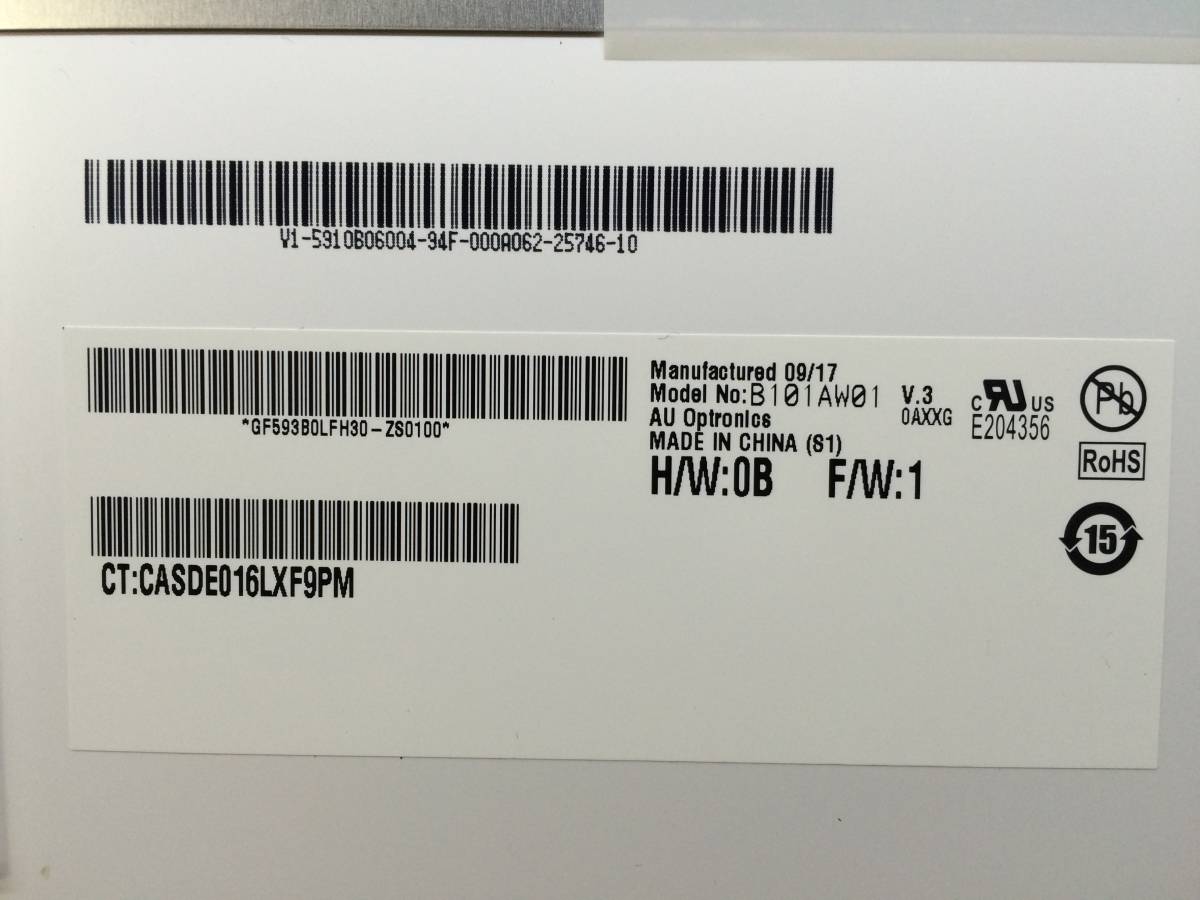 V1-5910B06004-94F-000A062-25746-10
*GF593B0LFH30-ZS0100*
Manufactured 09/17
Model No:B101AW01 V.3
AU Optronics 0AXXG
MADE IN CHINA (S1)
H/W:0B F/W:1
c RU US
E204356
Pb
RoHS
15
CT:CASDE016LXF9PM